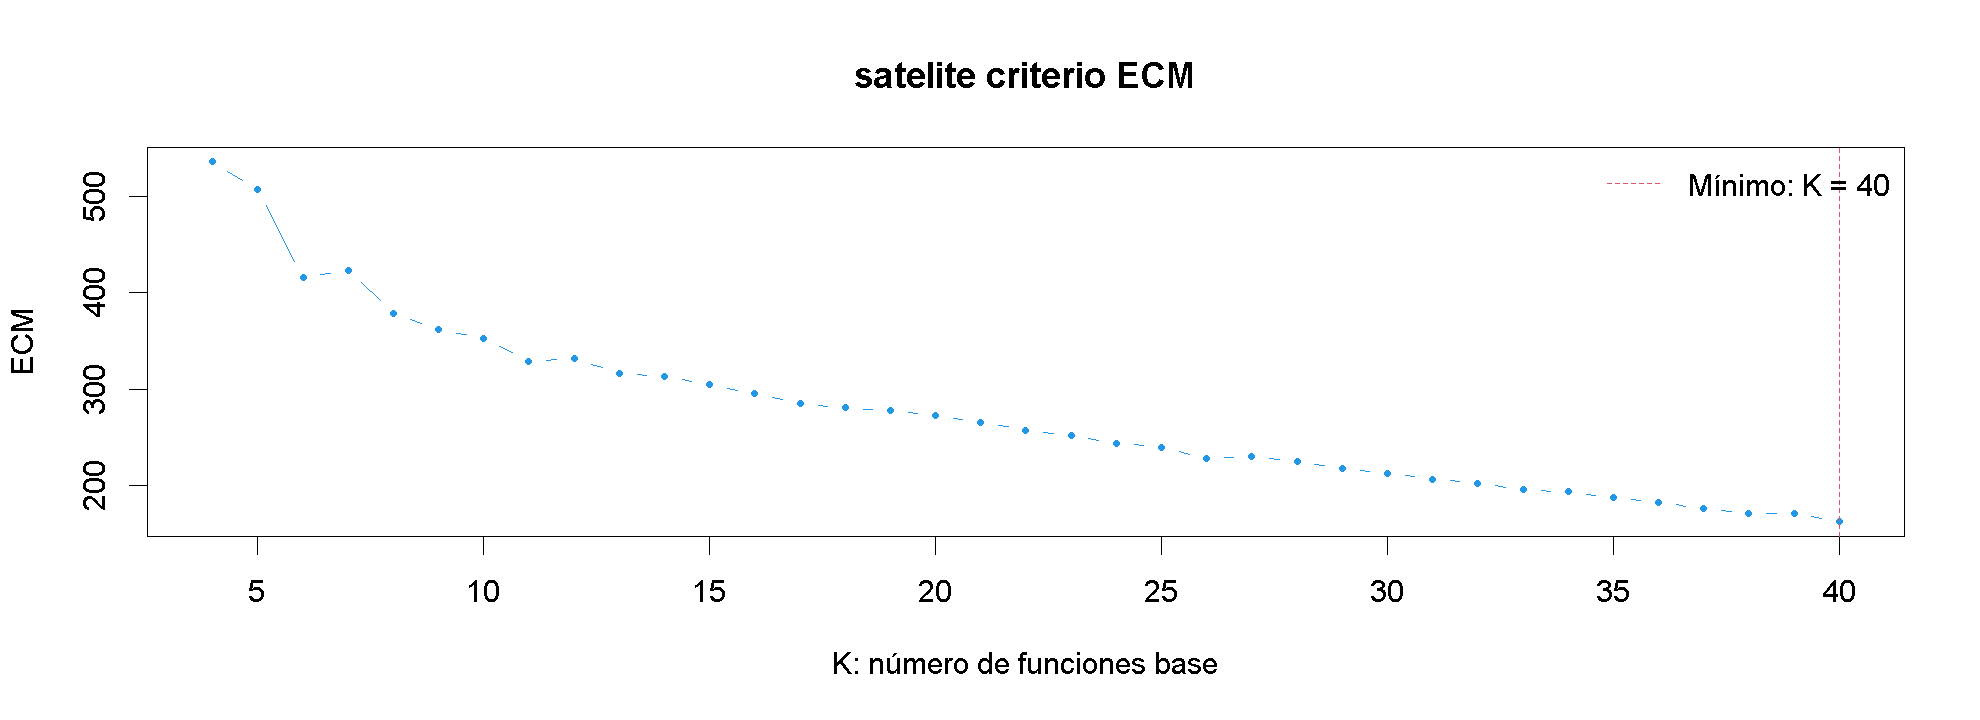 satelite criterio ECM
ECM
500
400
300
200
Mínimo: K = 40
5 10 15 20 25 30 35 40
K: número de funciones base